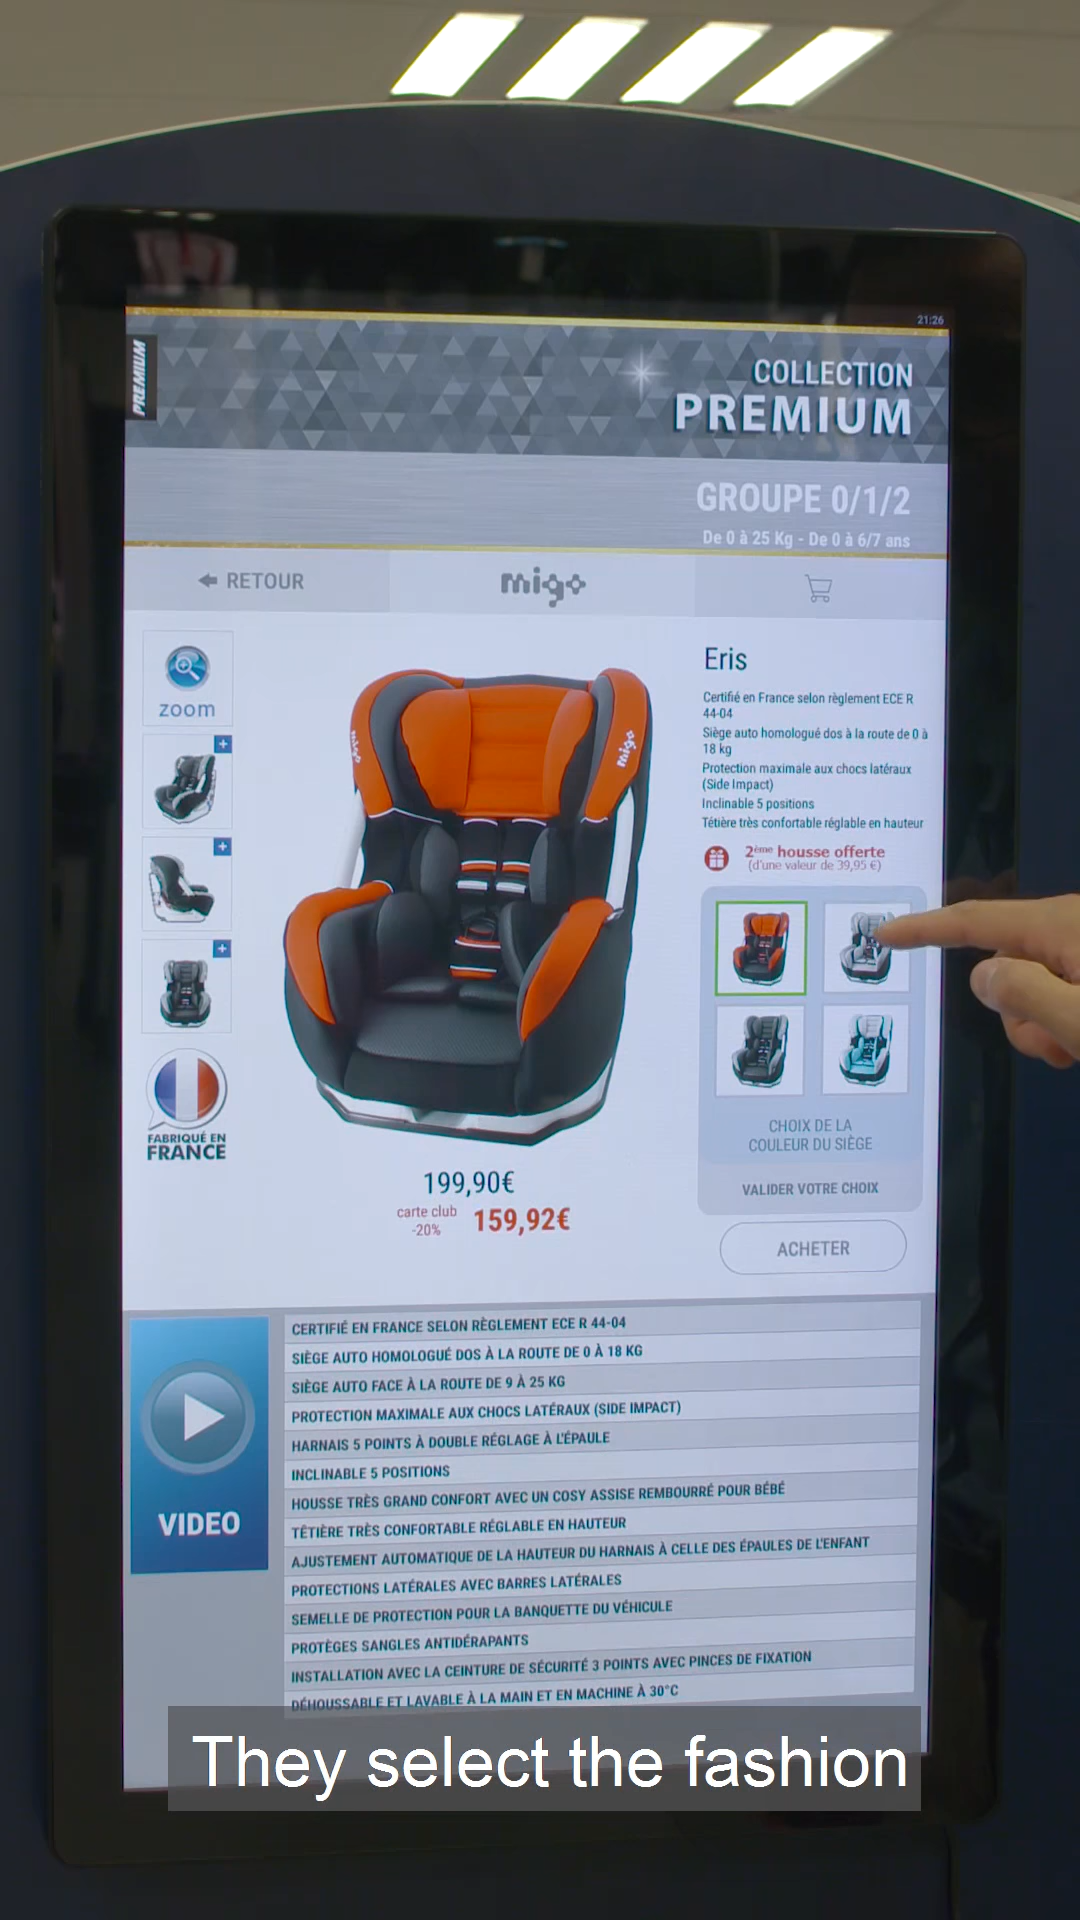 21:26
PREMIUM
COLLECTION
PREMIUM
GROUPE 0/1/2
De 0 à 25 Kg - De 0 à 6/7 ans
RETOUR
migo
zoom
Eris
Certifié en France selon règlement ECE R
44-04
Siège auto homologué dos à la route de 0 à
18 kg
Protection maximale aux chocs latéraux
(Side Impact)
Inclinable 5 positions
Têtière très confortable réglable en hauteur
2ème housse offerte
(d'une valeur de 39,95 €)
migo
migo
CHOIX DE LA
COULEUR DU SIÈGE
VALIDER VOTRE CHOIX
ACHETER
FABRIQUÉ EN
FRANCE
199,90€
carte club
-20%
159,92€
VIDEO
CERTIFIÉ EN FRANCE SELON RÈGLEMENT ECE R 44-04
SIÈGE AUTO HOMOLOGUÉ DOS À LA ROUTE DE 0 À 18 KG
SIÈGE AUTO FACE À LA ROUTE DE 9 À 25 KG
PROTECTION MAXIMALE AUX CHOCS LATÉRAUX (SIDE IMPACT)
HARNAIS 5 POINTS À DOUBLE RÉGLAGE À L'ÉPAULE
INCLINABLE 5 POSITIONS
HOUSSE TRÈS GRAND CONFORT AVEC UN COSY ASSISE REMBOURRÉ POUR BÉBÉ
TÊTIÈRE TRÈS CONFORTABLE RÉGLABLE EN HAUTEUR
AJUSTEMENT AUTOMATIQUE DE LA HAUTEUR DU HARNAIS À CELLE DES ÉPAULES DE L'ENFANT
PROTECTIONS LATÉRALES AVEC BARRES LATÉRALES
SEMELLE DE PROTECTION POUR LA BANQUETTE DU VÉHICULE
PROTÈGES SANGLES ANTIDÉRAPANTS
INSTALLATION AVEC LA CEINTURE DE SÉCURITÉ 3 POINTS AVEC PINCES DE FIXATION
DÉHOUSSABLE ET LAVABLE À LA MAIN ET EN MACHINE À 30°C
They select the fashion